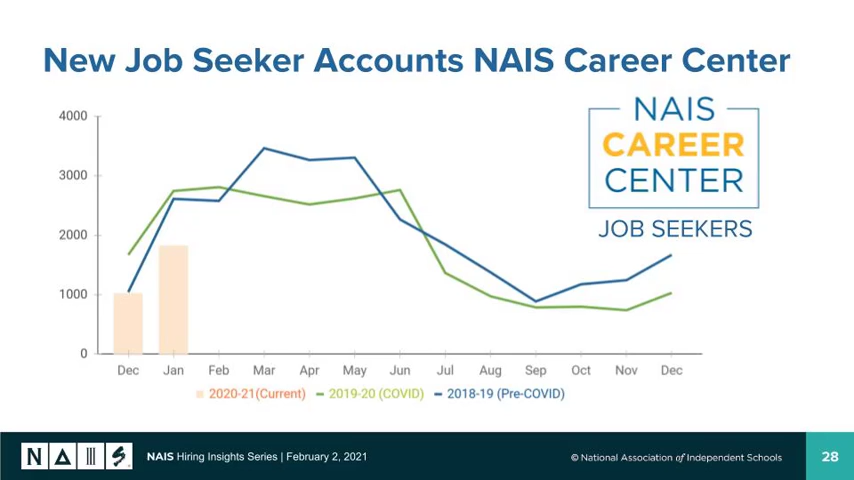 New Job Seeker Accounts NAIS Career Center
NAIS
CAREER
CENTER
JOB SEEKERS
4000
3000
2000
1000
0
Dec Jan Feb Mar Apr May Jun Jul Aug Sep Oct Nov Dec
2020-21(Current) 2019-20 (COVID) 2018-19 (Pre-COVID)
NAIS NAIS Hiring Insights Series | February 2, 2021 © National Association of Independent Schools 28